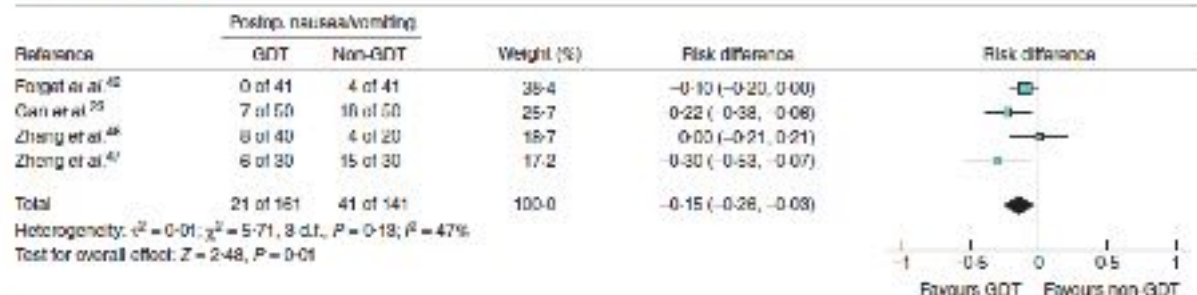 Postop. nausea/vomiting
Reference GDT Non-GDT Weight (%) Risk difference Risk difference
Forget et al. 0 of 41 4 of 41 38·4 –0·10 (–0·20, 0·00)
Gan et al. 7 of 50 18 of 50 25·7 0·22 (–0·38, –0·06)
Zhang et al. 8 of 40 4 of 20 18·7 0·00 (–0·21, 0·21)
Zheng et al. 6 of 30 15 of 30 17·2 –0·30 (–0·53, –0·07)
Total 21 of 161 41 of 141 100·0 –0·15 (–0·26, –0·03)
Heterogeneity: τ² = 0·01; χ² = 5·71, 3 d.f., P = 0·13; I² = 47%
Test for overall effect: Z = 2·48, P = 0·01
–1 –0·5 0 0·5 1
Favours GDT Favours non-GDT